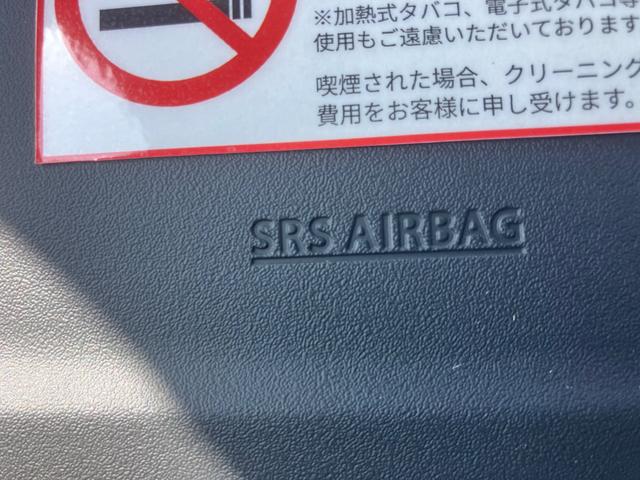 ※加熱式タバコ、電子式タバコ等
使用もご遠慮いただいております
喫煙された場合、クリーニング
費用をお客様に申し受けます。
SRS AIRBAG